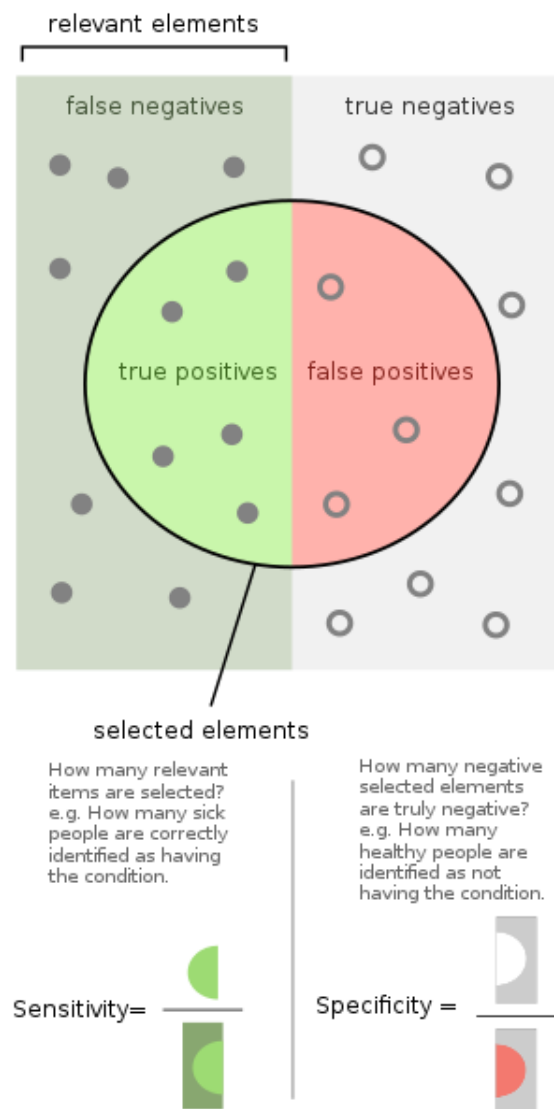 relevant elements
false negatives
true negatives
true positives
false positives
selected elements
How many relevant
items are selected?
e.g. How many sick
people are correctly
identified as having
the condition.
How many negative
selected elements
are truly negative?
e.g. How many
healthy people are
identified as not
having the condition.
Sensitivity=
Specificity =